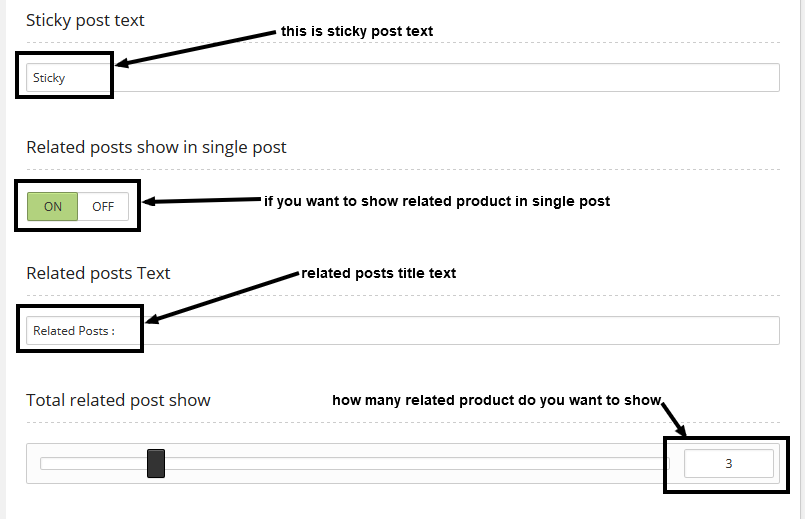 Sticky post text
this is sticky post text
Sticky
Related posts show in single post
ON OFF
if you want to show related product in single post
Related posts Text
related posts title text
Related Posts :
Total related post show
how many related product do you want to show
3